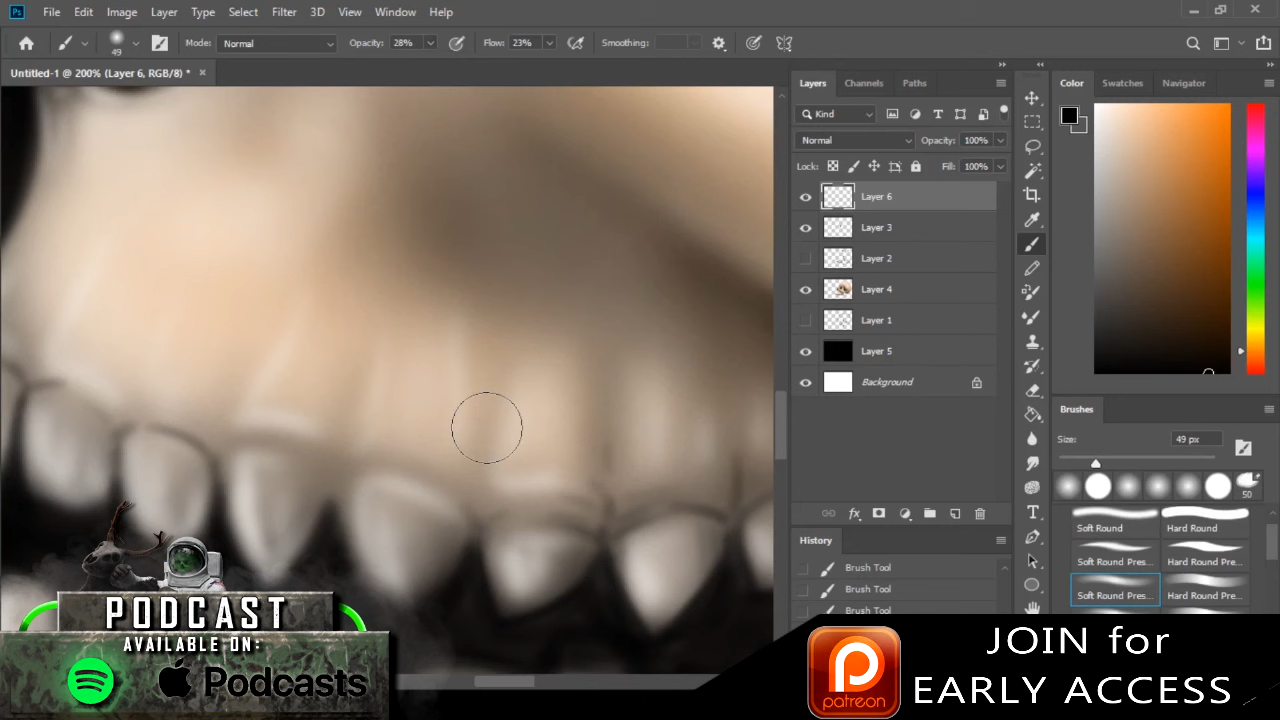 Ps File Edit Image Layer Type Select Filter 3D View Window Help
49 Mode: Normal Opacity: 28% Flow: 23% Smoothing:
Untitled-1 @ 200% (Layer 6, RGB/8) * ×
Layers Channels Paths
Kind
Normal Opacity: 100%
Lock: Fill: 100%
Layer 6
Layer 3
Layer 2
Layer 4
Layer 1
Layer 5
Background
fx
History
Brush Tool
Brush Tool
Brush Tool
Color Swatches Navigator
Brushes
Size: 49 px
50
Soft Round Hard Round
Soft Round Pres... Hard Round Pre...
Soft Round Pres... Hard Round Pre...
PODCAST
AVAILABLE ON:
Podcasts
patreon
JOIN for
EARLY ACCESS